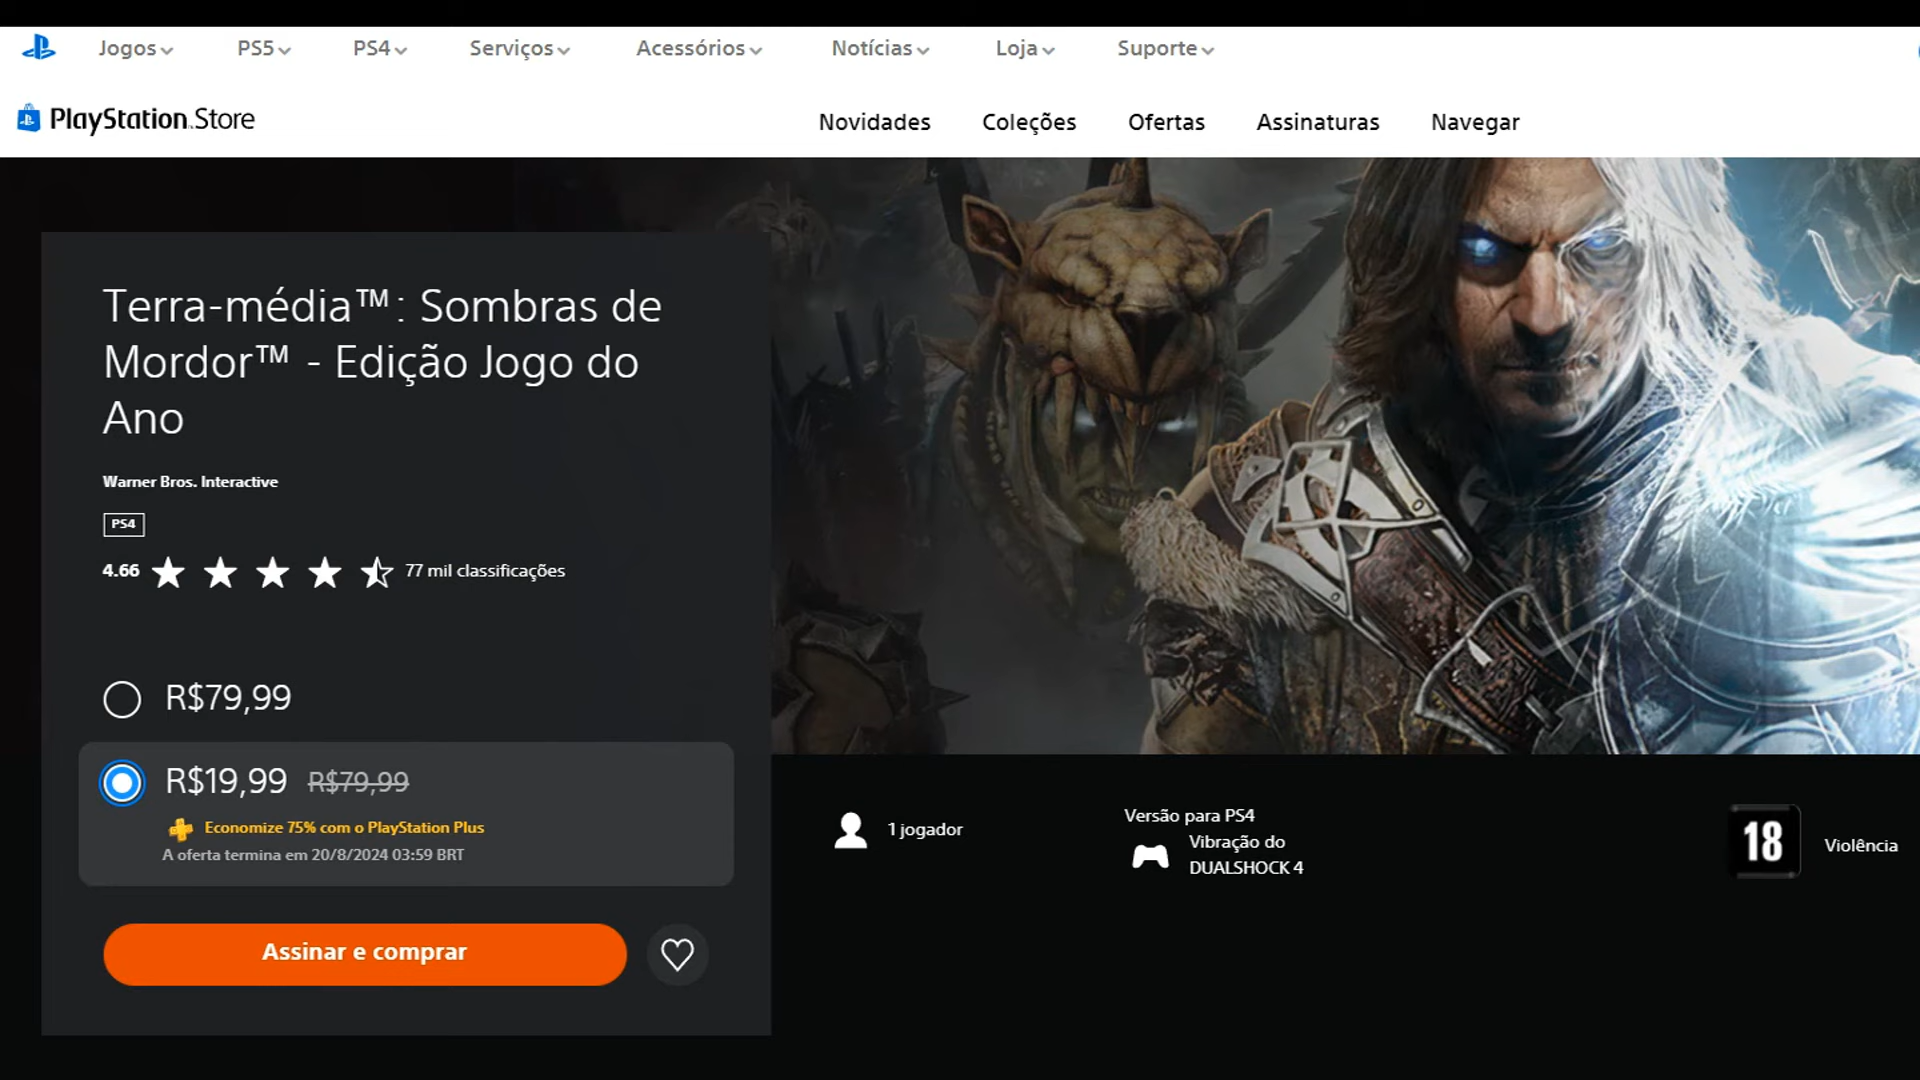 Jogos
PS5
PS4
Serviços
Acessórios
Notícias
Loja
Suporte
PlayStation.Store
Novidades
Coleções
Ofertas
Assinaturas
Navegar
Terra-média™: Sombras de
Mordor™ - Edição Jogo do
Ano
Warner Bros. Interactive
PS4
4.66
77 mil classificações
R$79,99
R$19,99 R$79,99
Economize 75% com o PlayStation Plus
A oferta termina em 20/8/2024 03:59 BRT
Assinar e comprar
1 jogador
Versão para PS4
Vibração do
DUALSHOCK 4
18
Violência